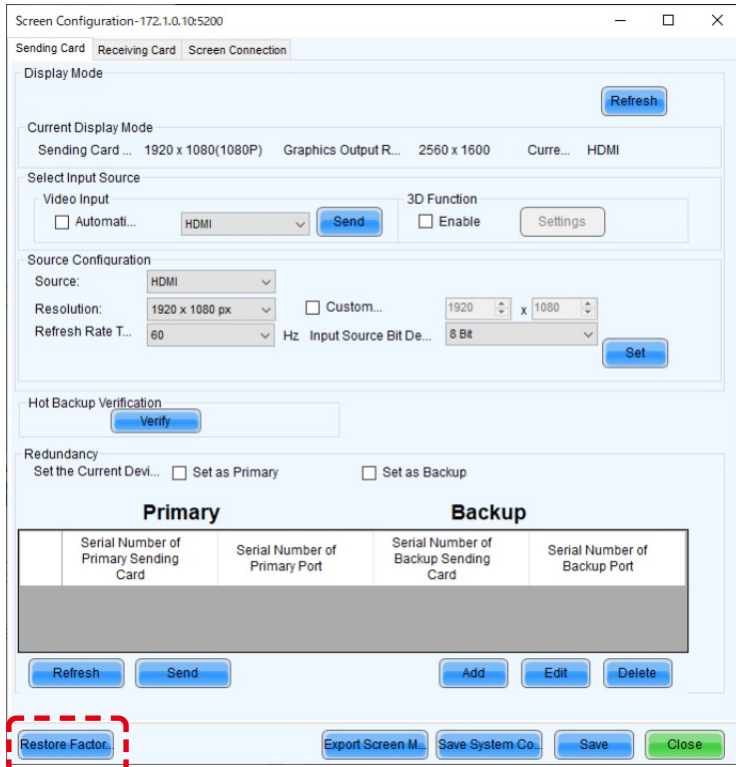 Screen Configuration-172.1.0.10:5200
Sending Card Receiving Card Screen Connection
Display Mode
Refresh
Current Display Mode
Sending Card ... 1920 x 1080(1080P) Graphics Output R... 2560 x 1600 Curre... HDMI
Select Input Source
Video Input 3D Function
Automati... HDMI Send Enable Settings
Source Configuration
Source: HDMI
Resolution: 1920 x 1080 px Custom... 1920 x 1080
Refresh Rate T... 60 Hz Input Source Bit De... 8 Bit
Set
Hot Backup Verification
Verify
Redundancy
Set the Current Devi... Set as Primary Set as Backup
Primary Backup
Serial Number of Primary Sending Card Serial Number of Primary Port Serial Number of Backup Sending Card Serial Number of Backup Port
Refresh Send Add Edit Delete
Restore Factor... Export Screen M... Save System Co... Save Close